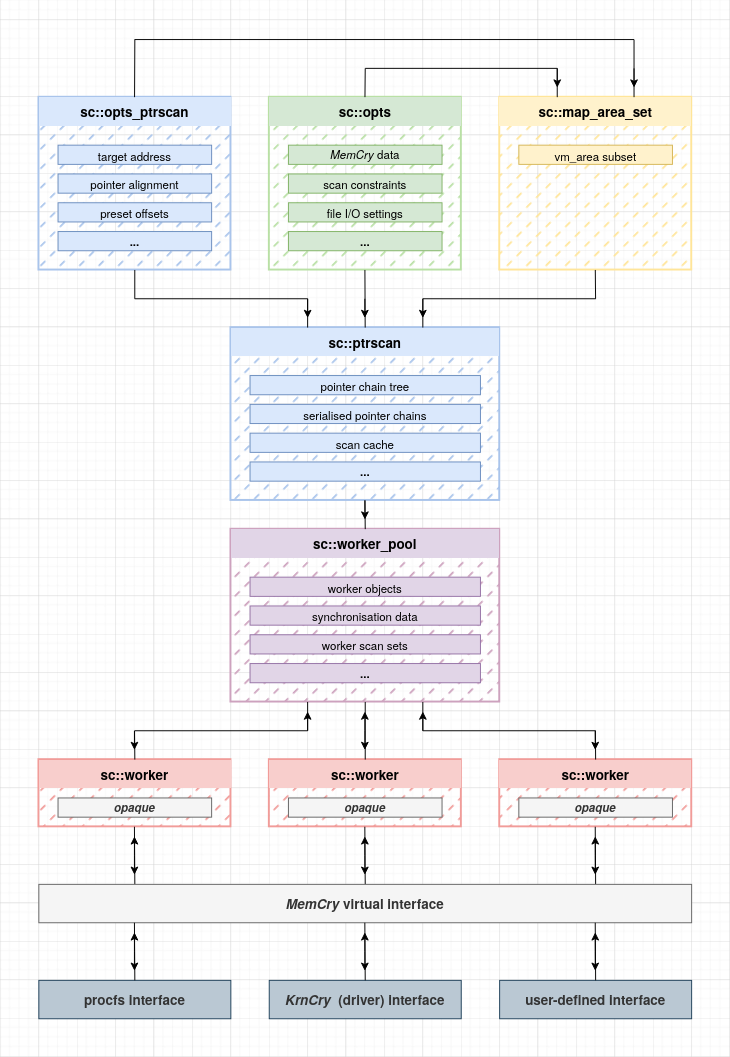 sc::opts_ptrscan
target address
pointer alignment
preset offsets
...
sc::opts
MemCry data
scan constraints
file I/O settings
...
sc::map_area_set
vm_area subset
sc::ptrscan
pointer chain tree
serialised pointer chains
scan cache
...
sc::worker_pool
worker objects
synchronisation data
worker scan sets
...
sc::worker
opaque
sc::worker
opaque
sc::worker
opaque
MemCry virtual interface
procfs interface
KrnCry (driver) interface
user-defined interface